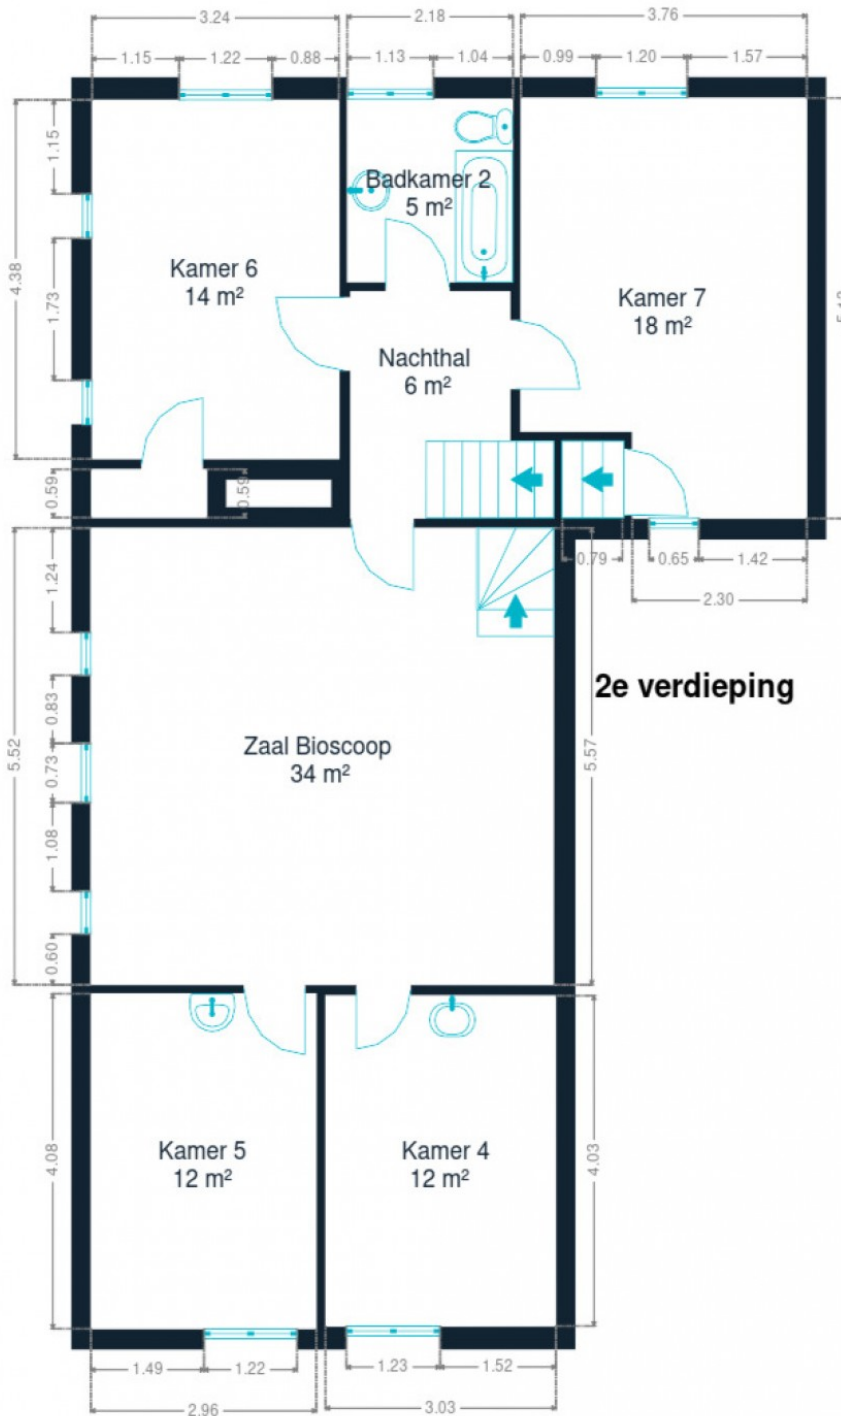 3.24
2.18
3.76
1.15
1.22
0.88
1.13
1.04
0.99
1.20
1.57
1.15
4.38
1.73
Badkamer 2
5 m²
Kamer 6
14 m²
Kamer 7
18 m²
Nachthal
6 m²
0.59
0.59
0.79
0.65
1.42
2.30
1.24
2e verdieping
0.83
5.52
0.73
5.57
Zaal Bioscoop
34 m²
1.08
0.60
Kamer 5
12 m²
Kamer 4
12 m²
4.08
4.03
1.49
1.22
1.23
1.52
2.96
3.03